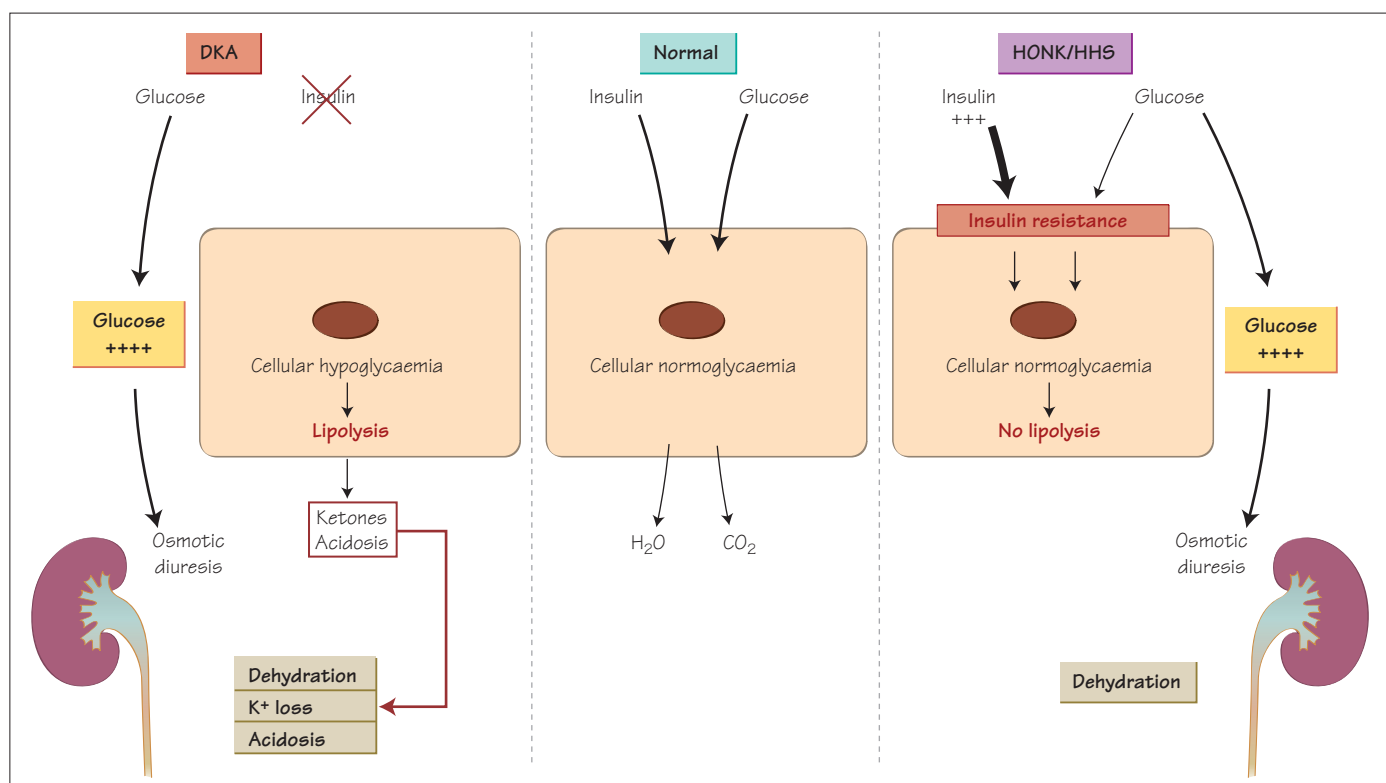 DKA
Glucose
Insulin
Glucose
++++
Cellular hypoglycaemia
Lipolysis
Ketones
Acidosis
Osmotic
diuresis
Dehydration
K⁺ loss
Acidosis
Normal
Insulin
Glucose
Cellular normoglycaemia
H₂O
CO₂
HONK/HHS
Insulin
+++
Glucose
Insulin resistance
Cellular normoglycaemia
No lipolysis
Glucose
++++
Osmotic
diuresis
Dehydration